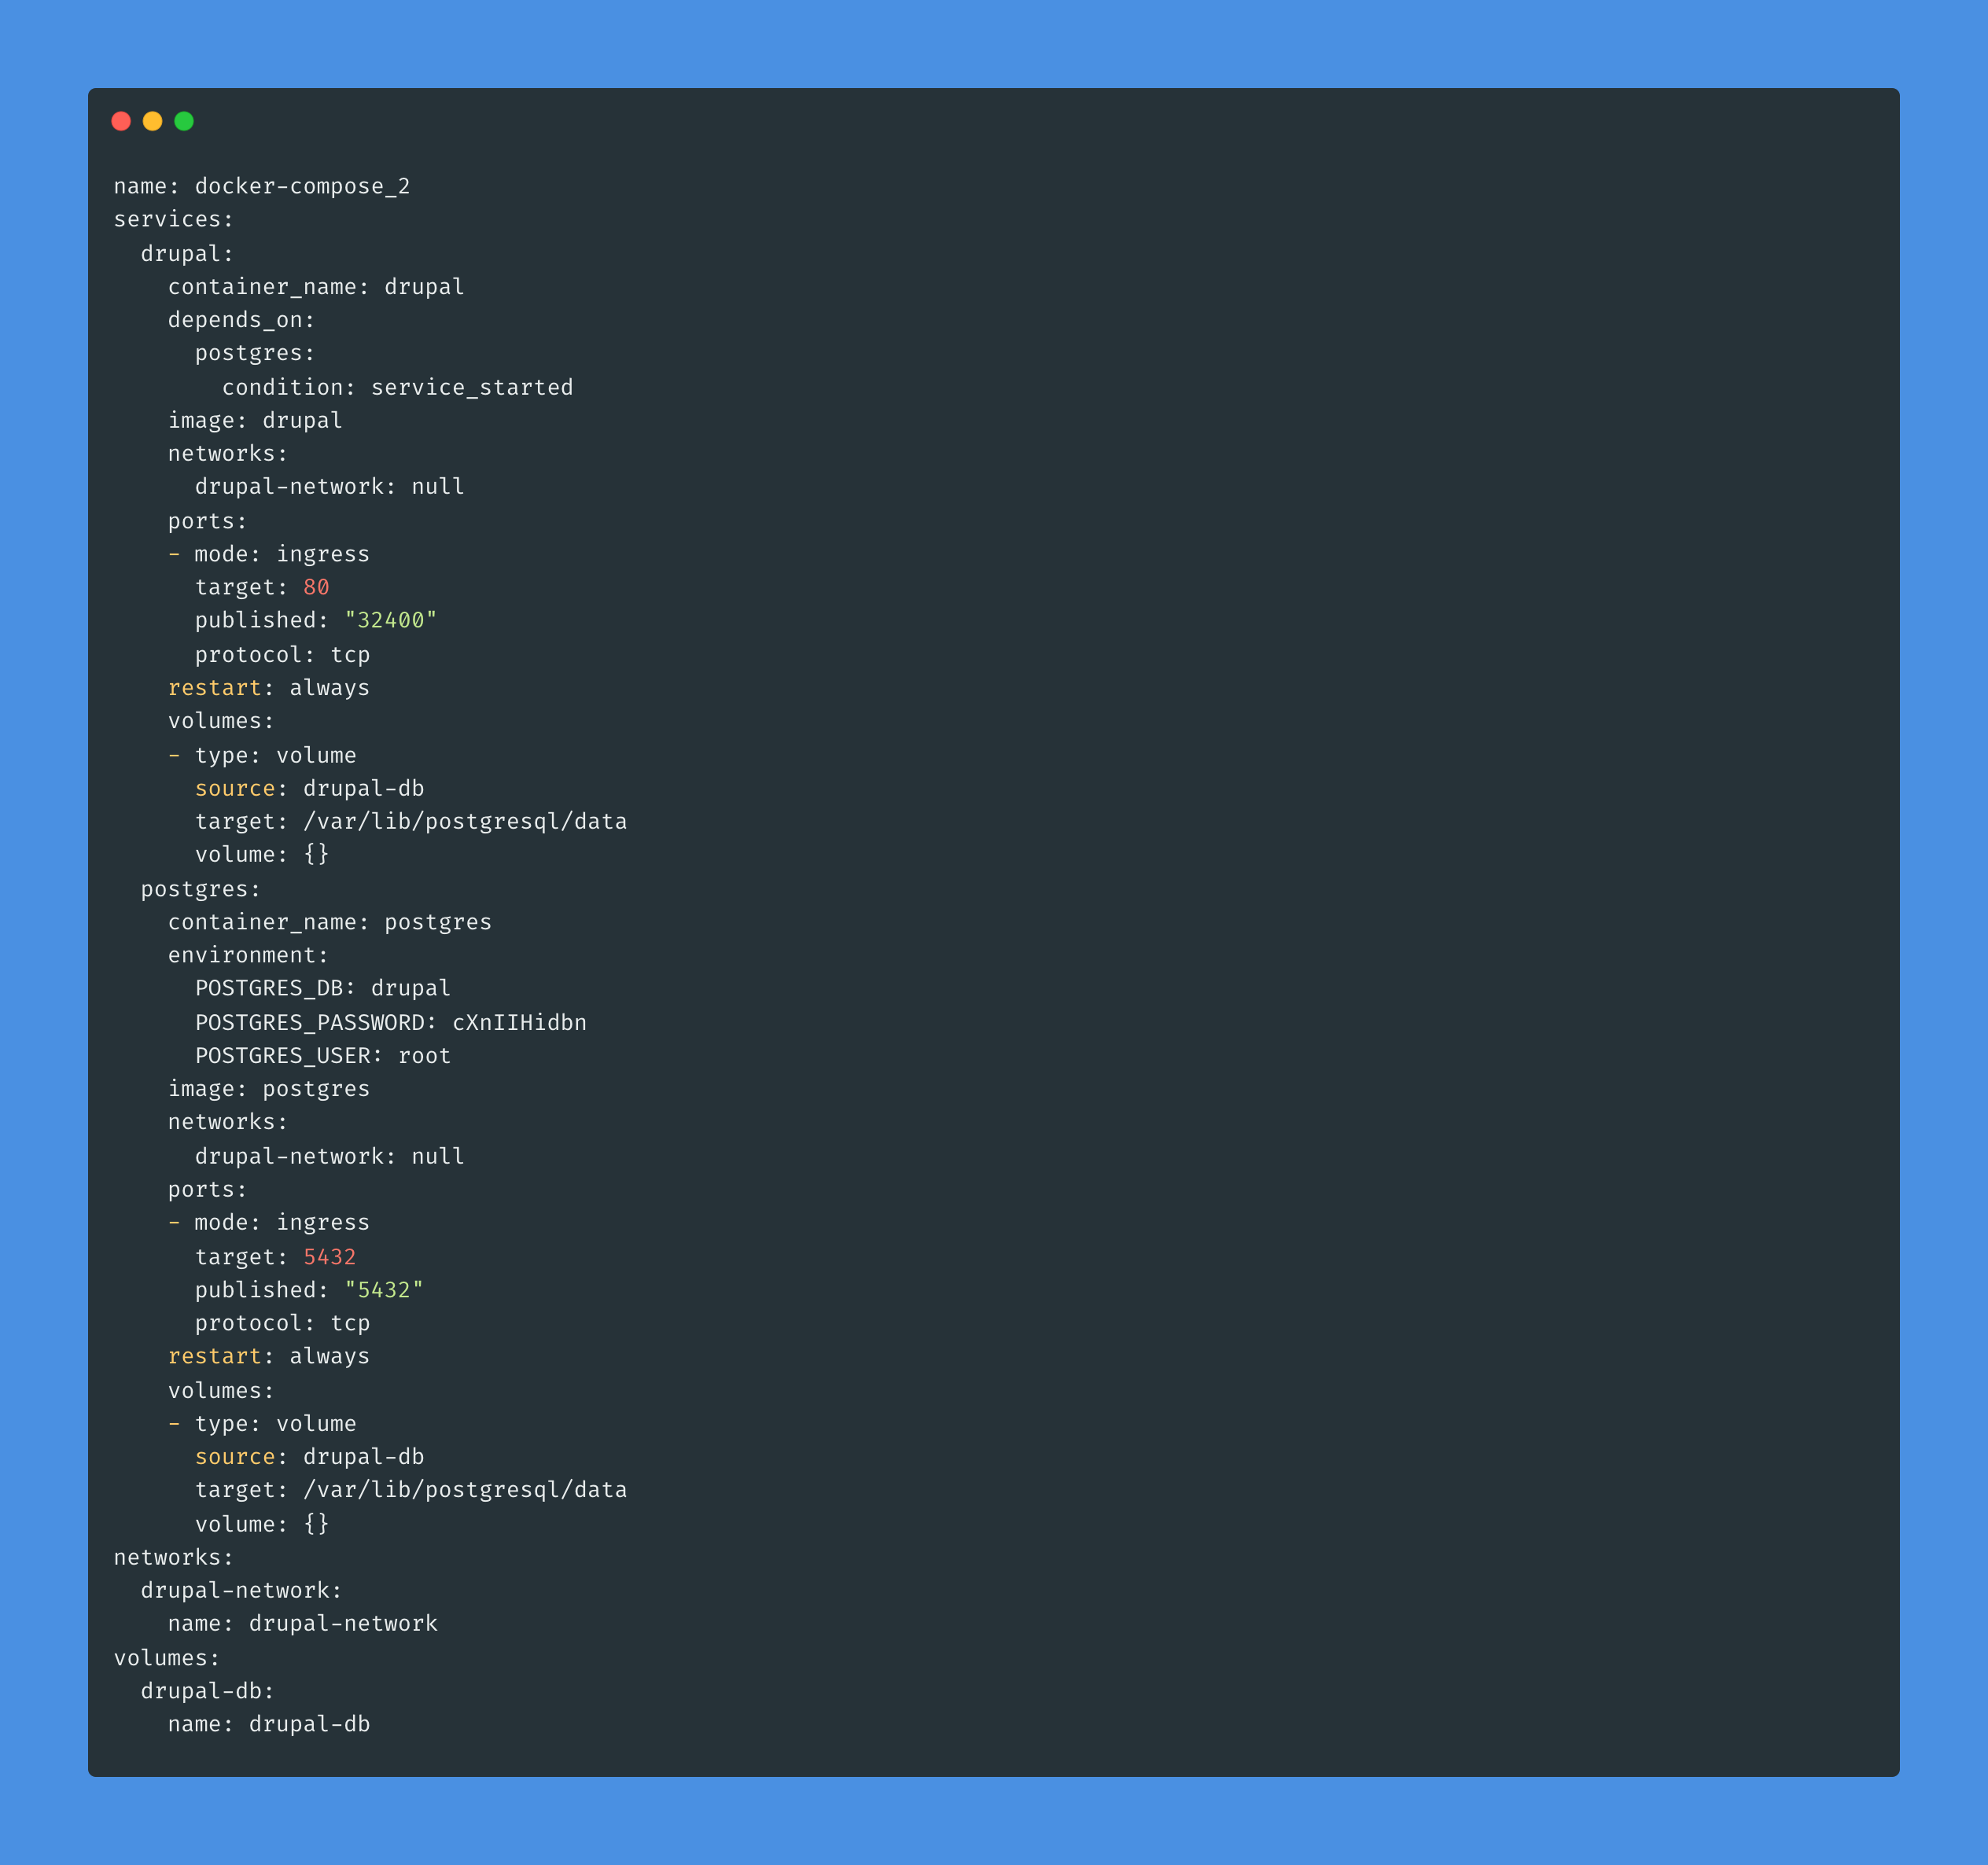 name: docker-compose_2
services:
  drupal:
    container_name: drupal
    depends_on:
      postgres:
        condition: service_started
    image: drupal
    networks:
      drupal-network: null
    ports:
    - mode: ingress
      target: 80
      published: "32400"
      protocol: tcp
    restart: always
    volumes:
    - type: volume
      source: drupal-db
      target: /var/lib/postgresql/data
      volume: {}
  postgres:
    container_name: postgres
    environment:
      POSTGRES_DB: drupal
      POSTGRES_PASSWORD: cXnIIHidbn
      POSTGRES_USER: root
    image: postgres
    networks:
      drupal-network: null
    ports:
    - mode: ingress
      target: 5432
      published: "5432"
      protocol: tcp
    restart: always
    volumes:
    - type: volume
      source: drupal-db
      target: /var/lib/postgresql/data
      volume: {}
networks:
  drupal-network:
    name: drupal-network
volumes:
  drupal-db:
    name: drupal-db